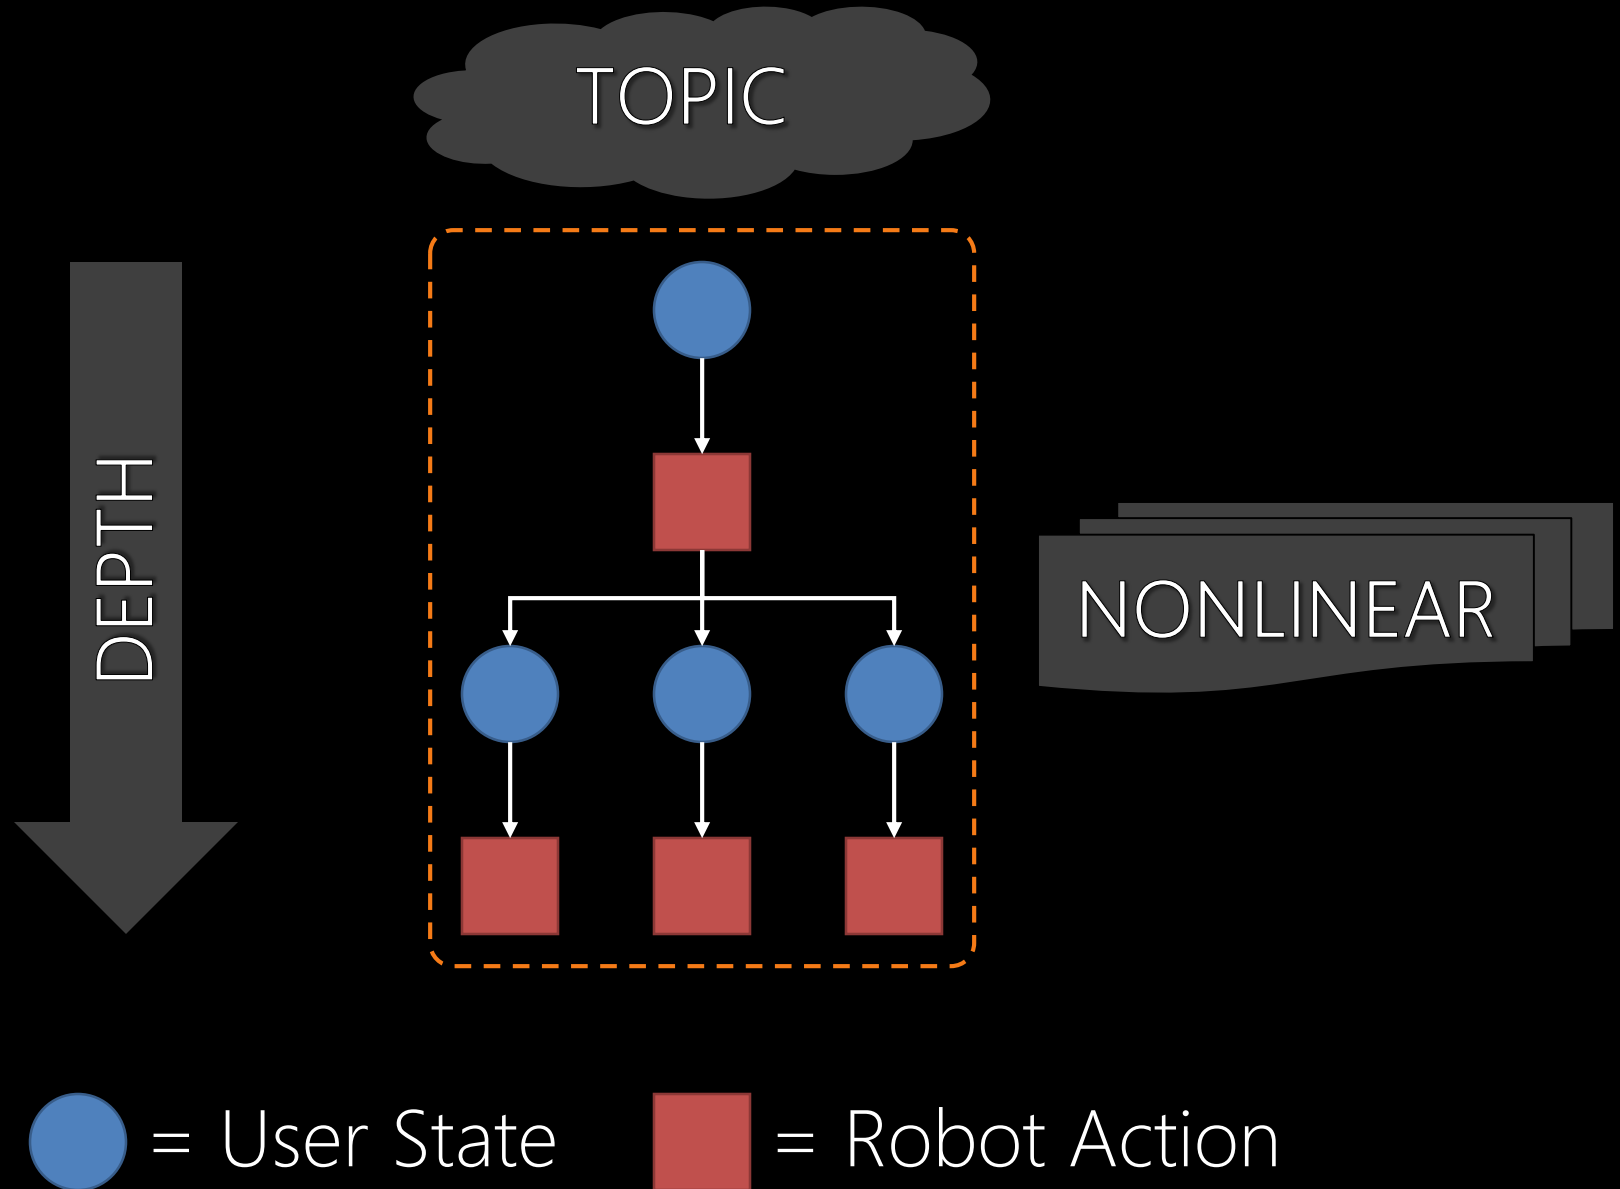 TOPIC
DEPTH
NONLINEAR
= User State
= Robot Action